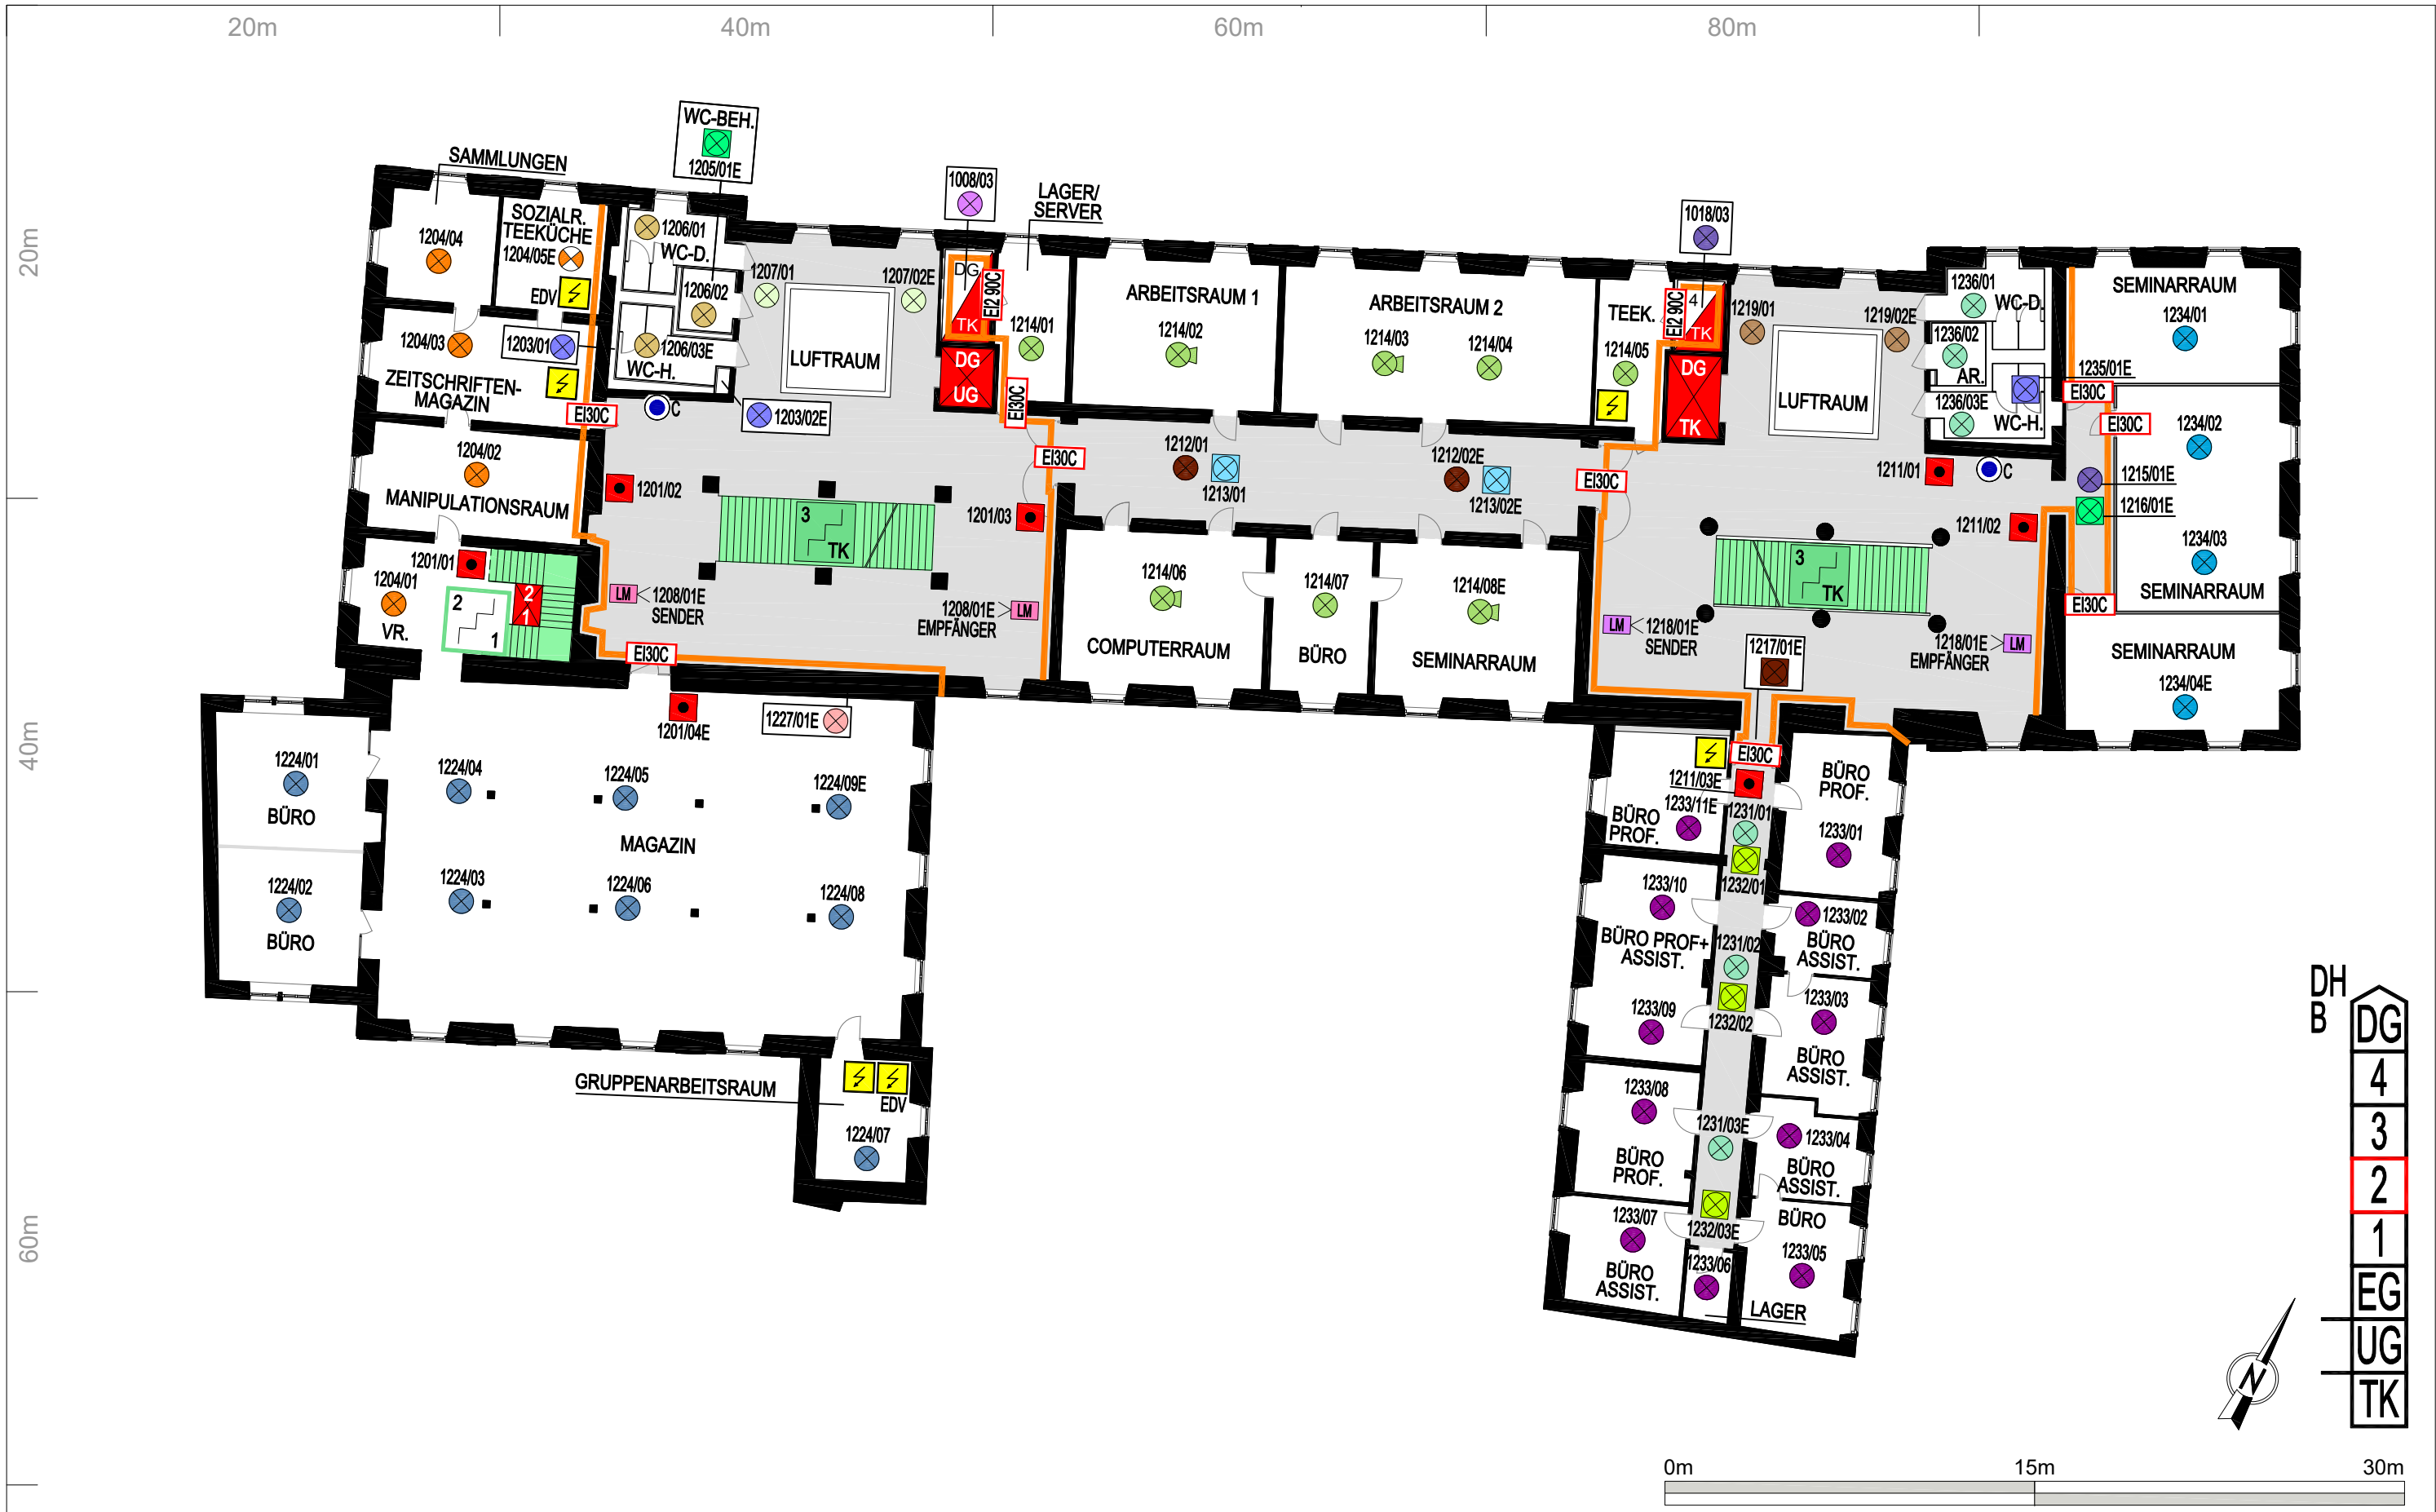 20m
40m
60m
80m
20m
40m
60m
WC-BEH.
1205/01E
SAMMLUNGEN
1008/03
LAGER/
SERVER
1018/03
1204/04
SOZIALR.
TEEKÜCHE
1204/05E
EDV
1206/01
WC-D.
1206/02
1206/03E
WC-H.
1207/01
1207/02E
LUFTRAUM
DG
TK
EI2 90C
DG
UG
EI30C
1214/01
ARBEITSRAUM 1
1214/02
ARBEITSRAUM 2
1214/03
1214/04
TEEK.
1214/05
EI2 90C
4
TK
DG
TK
1219/01
1219/02E
LUFTRAUM
1236/01
WC-D.
1236/02
AR.
1236/03E
WC-H.
1235/01E
SEMINARRAUM
1234/01
EI30C
EI30C
1234/02
1204/03
1203/01
ZEITSCHRIFTEN-
MAGAZIN
EI30C
C
1203/02E
1204/02
MANIPULATIONSRAUM
1201/02
1201/03
EI30C
1212/01
1213/01
1212/02E
1213/02E
EI30C
1211/01
C
1215/01E
1216/01E
1211/02
1234/03
SEMINARRAUM
EI30C
3
TK
3
TK
1201/01
1204/01
VR.
2
1
2
1
LM
1208/01E
SENDER
1208/01E
EMPFÄNGER
LM
EI30C
1214/06
COMPUTERRAUM
1214/07
BÜRO
1214/08E
SEMINARRAUM
LM
1218/01E
SENDER
1217/01E
1218/01E
EMPFÄNGER
LM
SEMINARRAUM
1234/04E
1201/04E
1227/01E
1224/01
BÜRO
1224/02
BÜRO
1224/04
1224/05
1224/09E
MAGAZIN
1224/03
1224/06
1224/08
GRUPPENARBEITSRAUM
EDV
1224/07
EI30C
1211/03E
1233/11E
BÜRO
PROF.
1231/01
1232/01
BÜRO
PROF.
1233/01
1233/10
BÜRO PROF+
ASSIST.
1231/02
1232/02
1233/02
BÜRO
ASSIST.
1233/09
1233/03
BÜRO
ASSIST.
1233/08
BÜRO
PROF.
1231/03E
1233/04
BÜRO
ASSIST.
1232/03E
BÜRO
1233/05
1233/07
BÜRO
ASSIST.
1233/06
LAGER
DH
B
DG
4
3
2
1
EG
UG
TK
N
0m
15m
30m